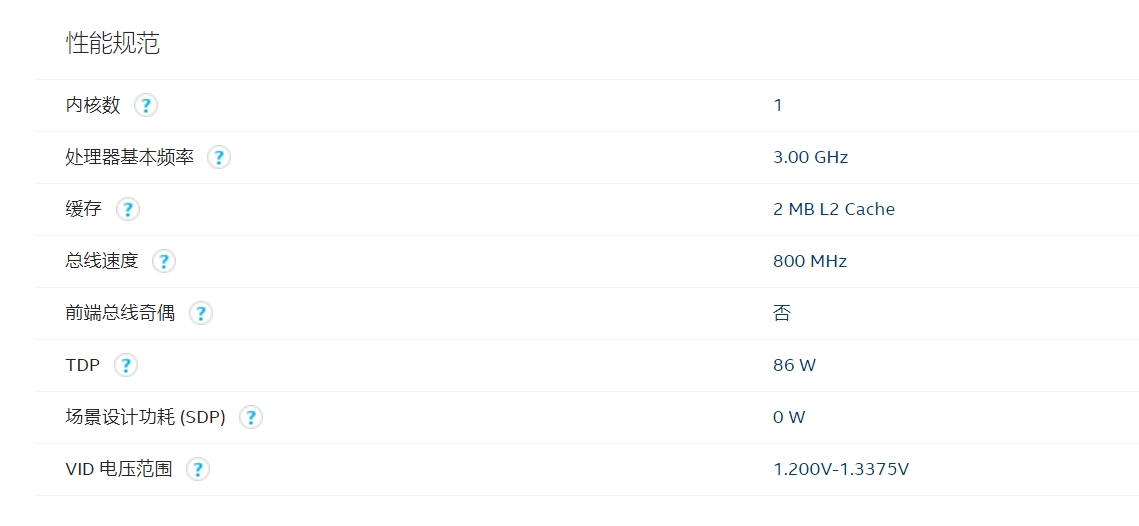 性能规范
内核数 ? 1
处理器基本频率 ? 3.00 GHz
缓存 ? 2 MB L2 Cache
总线速度 ? 800 MHz
前端总线奇偶 ? 否
TDP ? 86 W
场景设计功耗 (SDP) ? 0 W
VID 电压范围 ? 1.200V-1.3375V